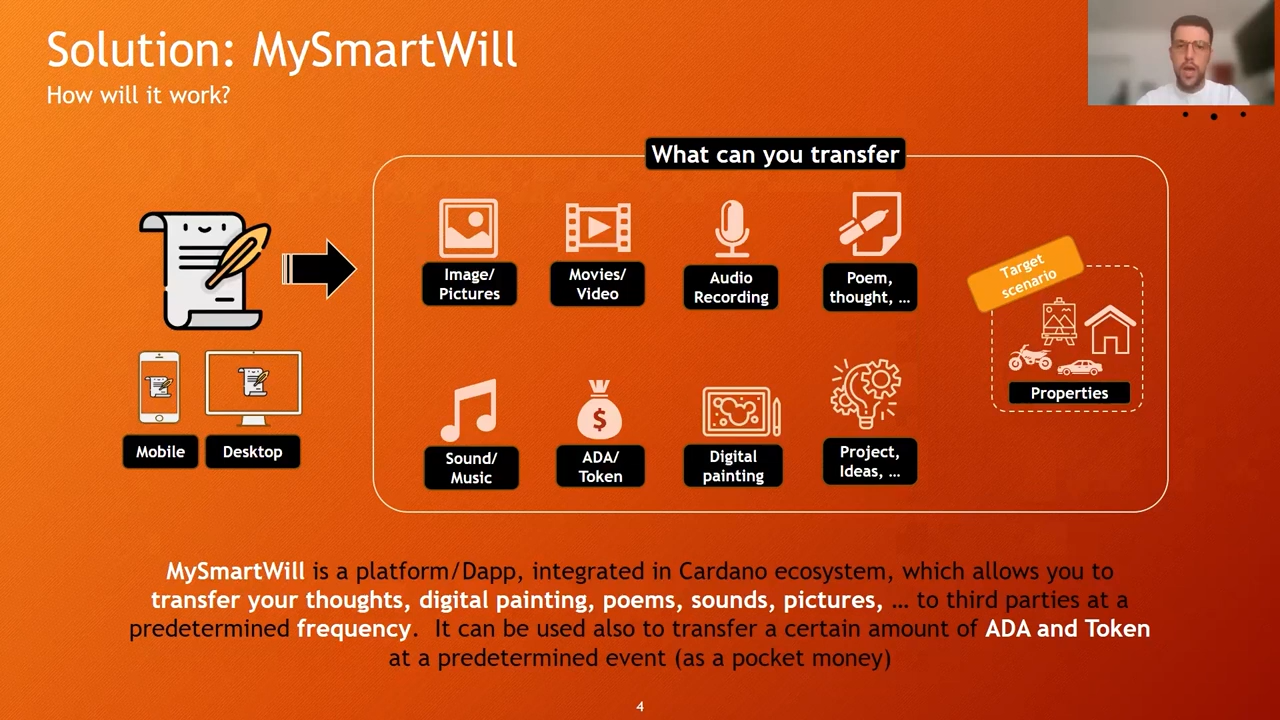 Solution: MySmartWill
How will it work?
What can you transfer
Image/
Pictures
Movies/
Video
Audio
Recording
Poem,
thought, ...
Target
scenario
Properties
Mobile
Desktop
Sound/
Music
$
ADA/
Token
Digital
painting
Project,
Ideas, ...
MySmartWill is a platform/Dapp, integrated in Cardano ecosystem, which allows you to
transfer your thoughts, digital painting, poems, sounds, pictures, ... to third parties at a
predetermined frequency. It can be used also to transfer a certain amount of ADA and Token
at a predetermined event (as a pocket money)
4